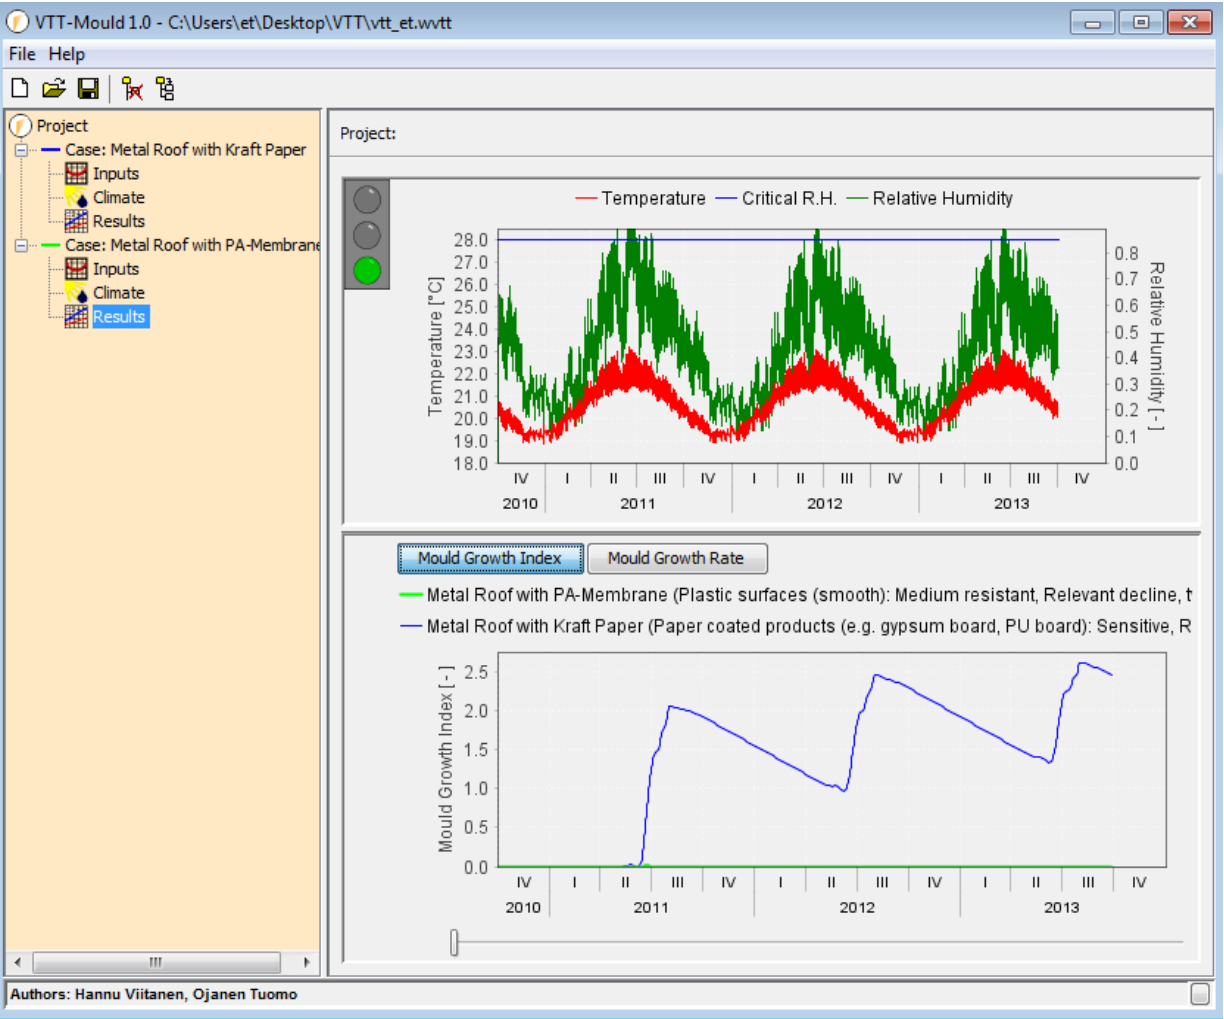 VTT-Mould 1.0 - C:\Users\et\Desktop\VTT\vtt_et.wvtt
File Help
Project
Case: Metal Roof with Kraft Paper
Inputs
Climate
Results
Case: Metal Roof with PA-Membrane
Inputs
Climate
Results
Project:
Temperature Critical R.H. Relative Humidity
28.0
27.0
26.0
25.0
24.0
23.0
22.0
21.0
20.0
19.0
18.0
Temperature [°C]
0.8
0.7
0.6
0.5
0.4
0.3
0.2
0.1
0.0
Relative Humidity [-]
IV I II III IV I II III IV I II III IV
2010 2011 2012 2013
Mould Growth Index Mould Growth Rate
Metal Roof with PA-Membrane (Plastic surfaces (smooth): Medium resistant, Relevant decline, t
Metal Roof with Kraft Paper (Paper coated products (e.g. gypsum board, PU board): Sensitive, R
2.5
2.0
1.5
1.0
0.5
0.0
Mould Growth Index [-]
IV I II III IV I II III IV I II III IV
2010 2011 2012 2013
Authors: Hannu Viitanen, Ojanen Tuomo